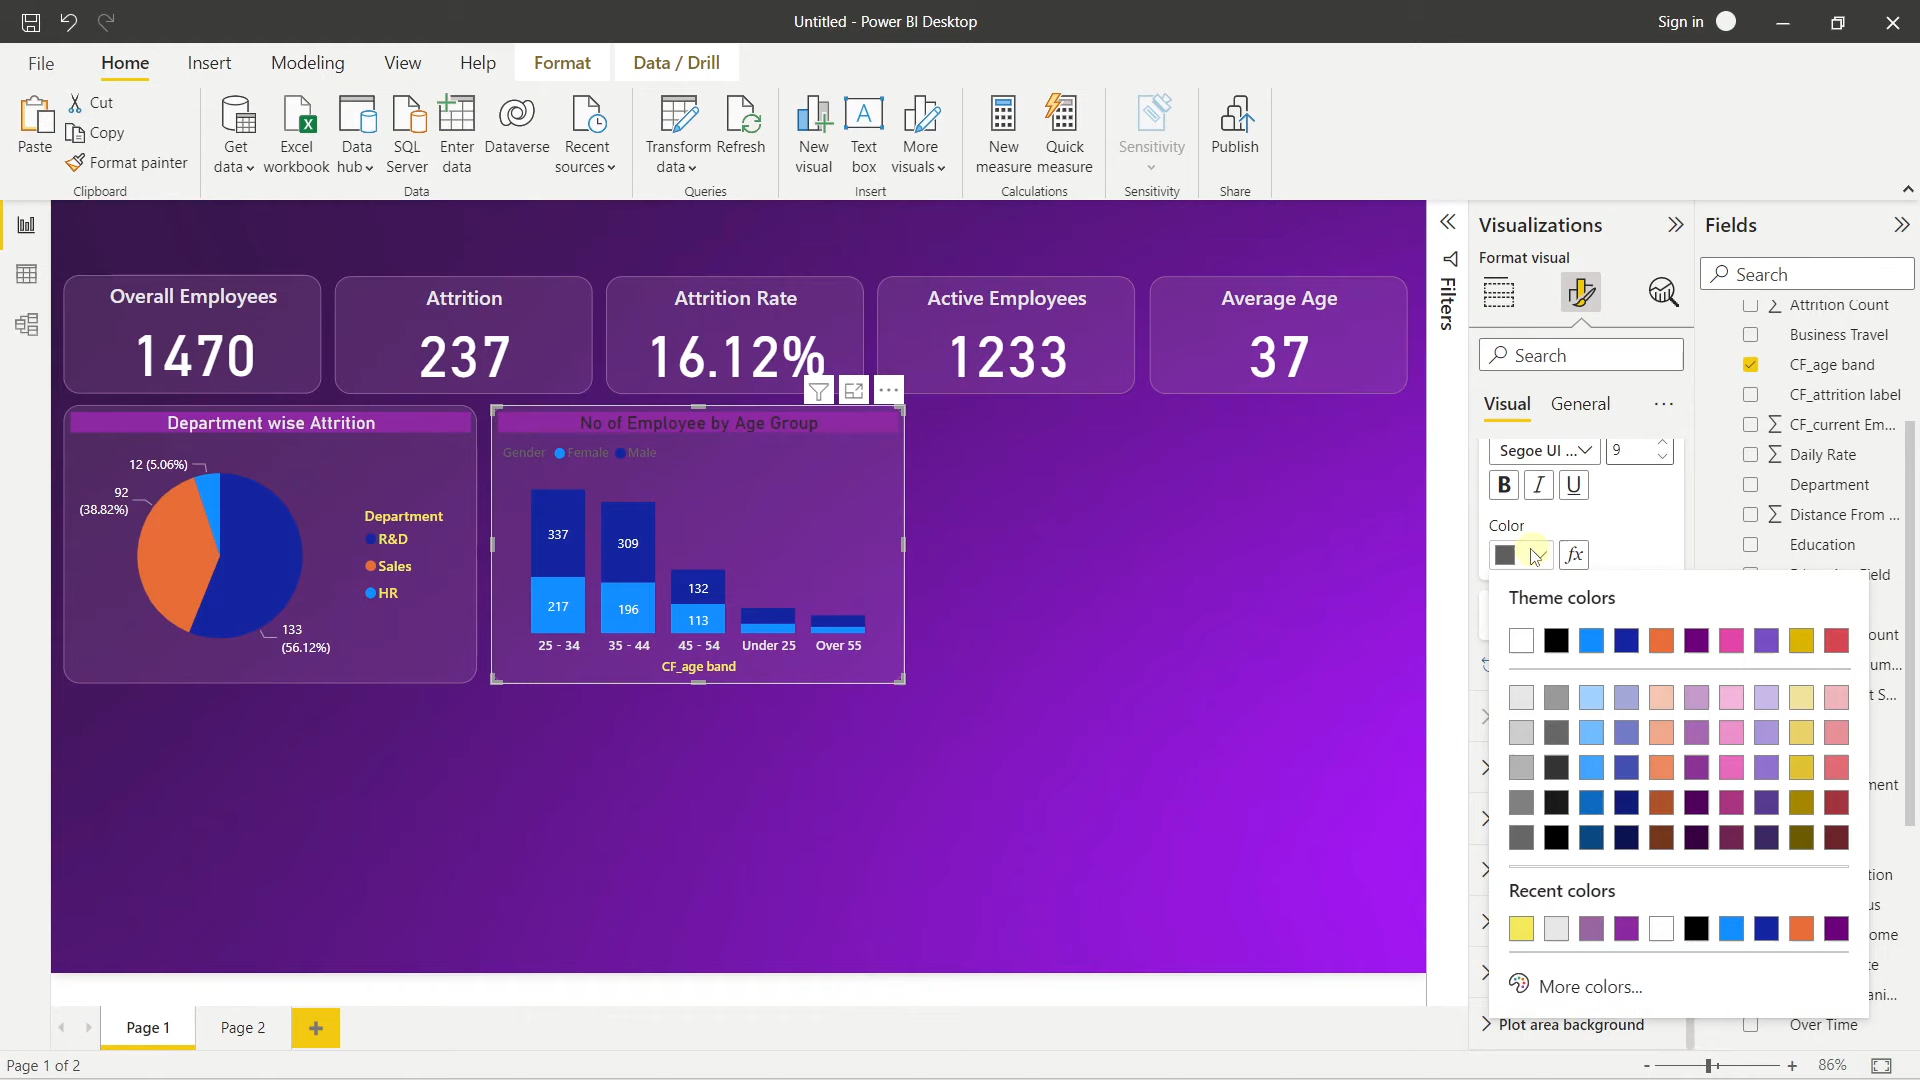 Untitled - Power BI Desktop
Sign in
File Home Insert Modeling View Help Format Data / Drill
Paste
Cut
Copy
Format painter
Clipboard
Get data
Excel workbook
Data hub
SQL Server
Enter data
Dataverse
Recent sources
Data
Transform data
Refresh
Queries
New visual
Text box
More visuals
Insert
New measure
Quick measure
Calculations
Sensitivity
Sensitivity
Publish
Share
Overall Employees
1470
Attrition
237
Attrition Rate
16.12%
Active Employees
1233
Average Age
37
Department wise Attrition
12 (5.06%)
92
(38.82%)
133
(56.12%)
Department
R&D
Sales
HR
No of Employee by Age Group
Gender Female Male
337
309
132
217
196
113
25 - 34 35 - 44 45 - 54 Under 25 Over 55
CF_age band
Filters
Visualizations
Format visual
Search
Visual General ...
Segoe UI ... 9
B I U
Color
fx
Theme colors
Recent colors
More colors...
Plot area background
Fields
Search
Attrition Count
Business Travel
CF_age band
CF_attrition label
CF_current Em...
Daily Rate
Department
Distance From ...
Education
Over Time
Page 1 Page 2 +
Page 1 of 2
- + 86%